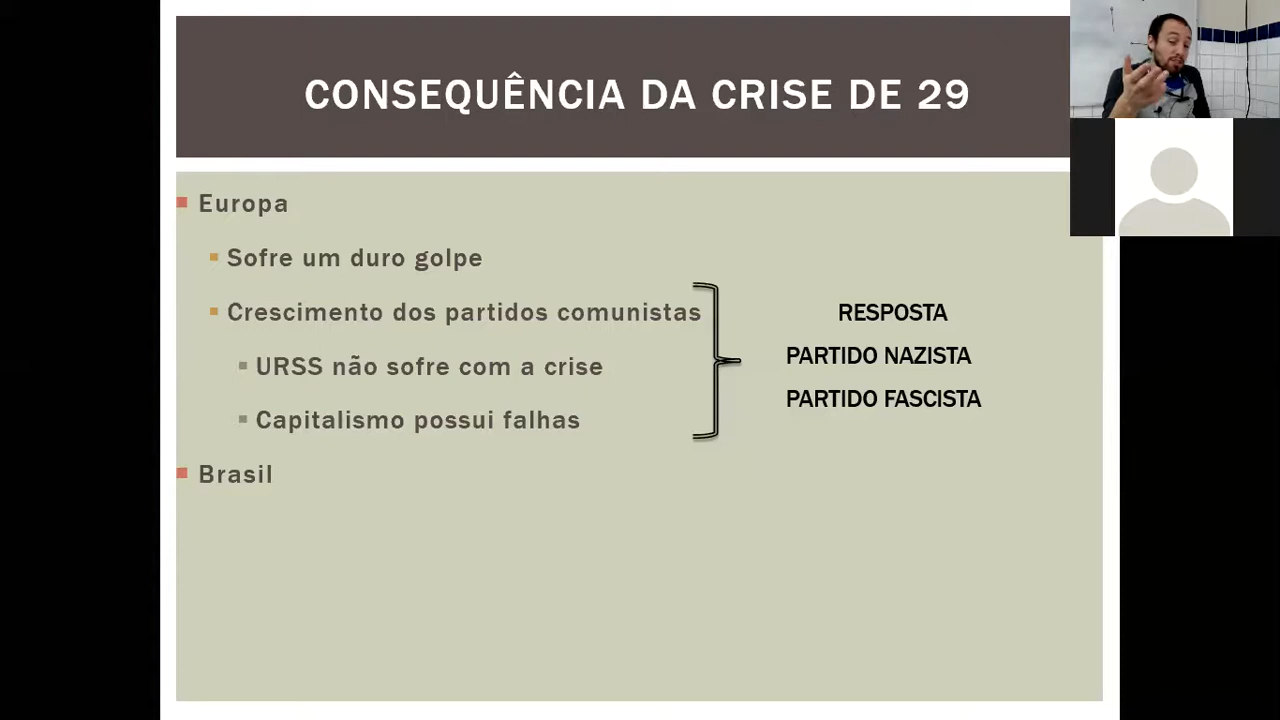 CONSEQUÊNCIA DA CRISE DE 29
Europa
Sofre um duro golpe
Crescimento dos partidos comunistas
URSS não sofre com a crise
Capitalismo possui falhas
RESPOSTA
PARTIDO NAZISTA
PARTIDO FASCISTA
Brasil